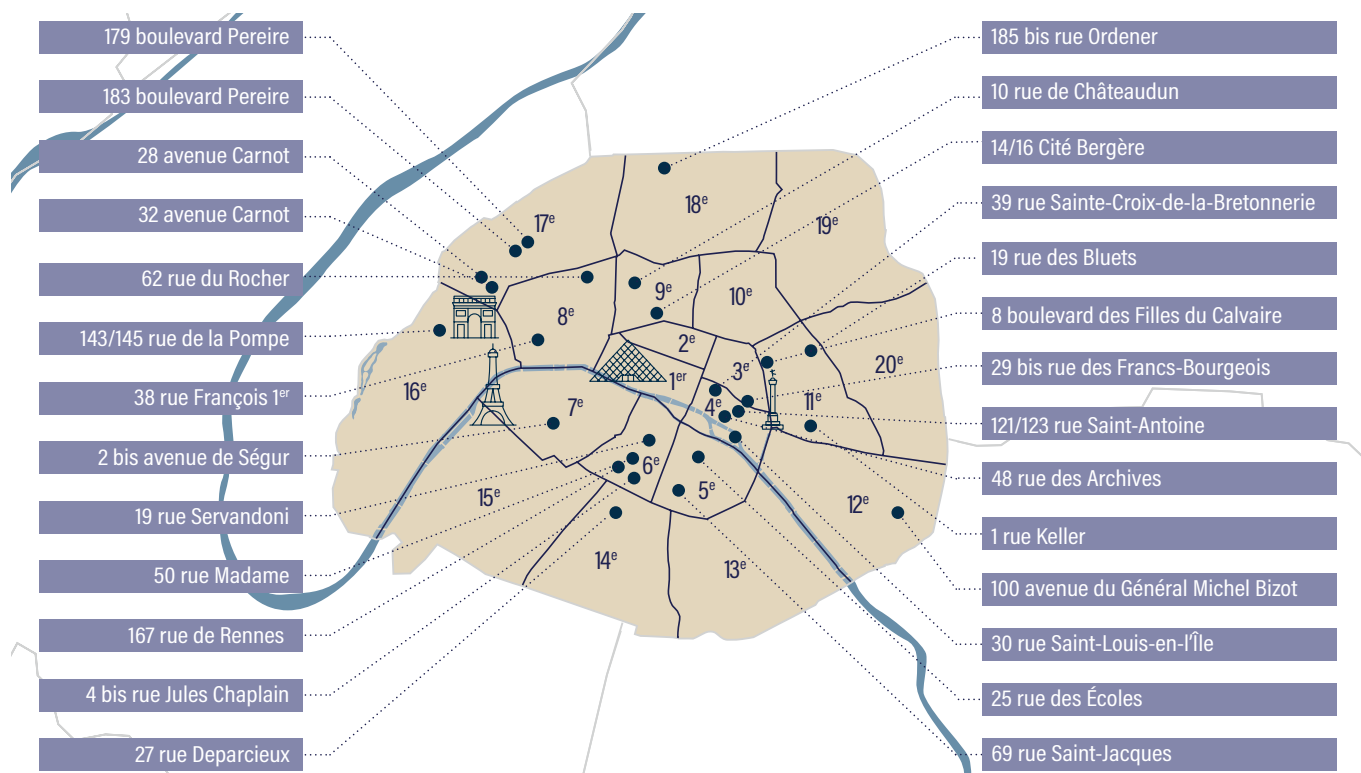 179 boulevard Pereire
183 boulevard Pereire
28 avenue Carnot
32 avenue Carnot
62 rue du Rocher
143/145 rue de la Pompe
38 rue François 1er
2 bis avenue de Ségur
19 rue Servandoni
50 rue Madame
167 rue de Rennes
4 bis rue Jules Chaplain
27 rue Deparcieux
18e
17e
19e
9e
10e
8e
2e
3e
20e
1er
16e
7e
4e
11e
6e
5e
15e
12e
14e
13e
185 bis rue Ordener
10 rue de Châteaudun
14/16 Cité Bergère
39 rue Sainte-Croix-de-la-Bretonnerie
19 rue des Bluets
8 boulevard des Filles du Calvaire
29 bis rue des Francs-Bourgeois
121/123 rue Saint-Antoine
48 rue des Archives
1 rue Keller
100 avenue du Général Michel Bizot
30 rue Saint-Louis-en-l'Île
25 rue des Écoles
69 rue Saint-Jacques